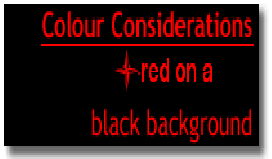 Colour Considerations
red on a
black background